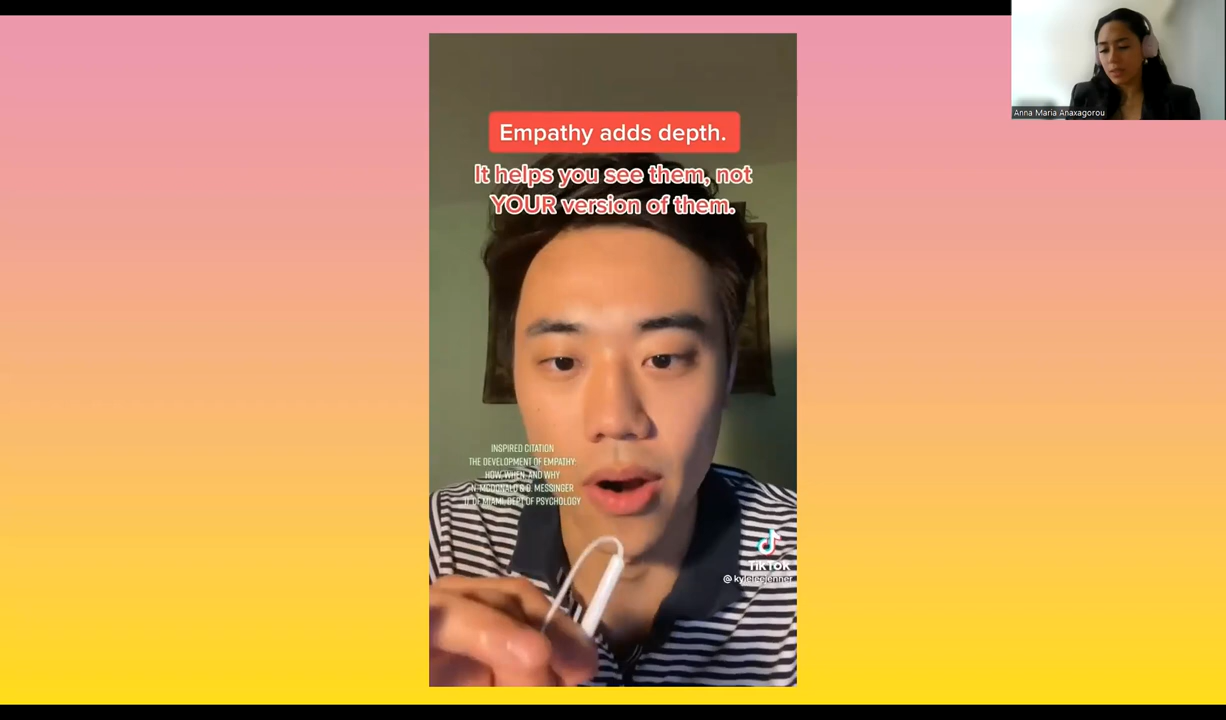 Anna Maria Anaxagorou
Empathy adds depth.
It helps you see them, not
YOUR version of them.
INSPIRED CITATION
THE DEVELOPMENT OF EMPATHY:
HOW, WHEN, AND WHY
N. MCDONALD & D. MESSINGER
U. OF MIAMI, DEPT OF PSYCHOLOGY
TikTok
@kyleleejenner